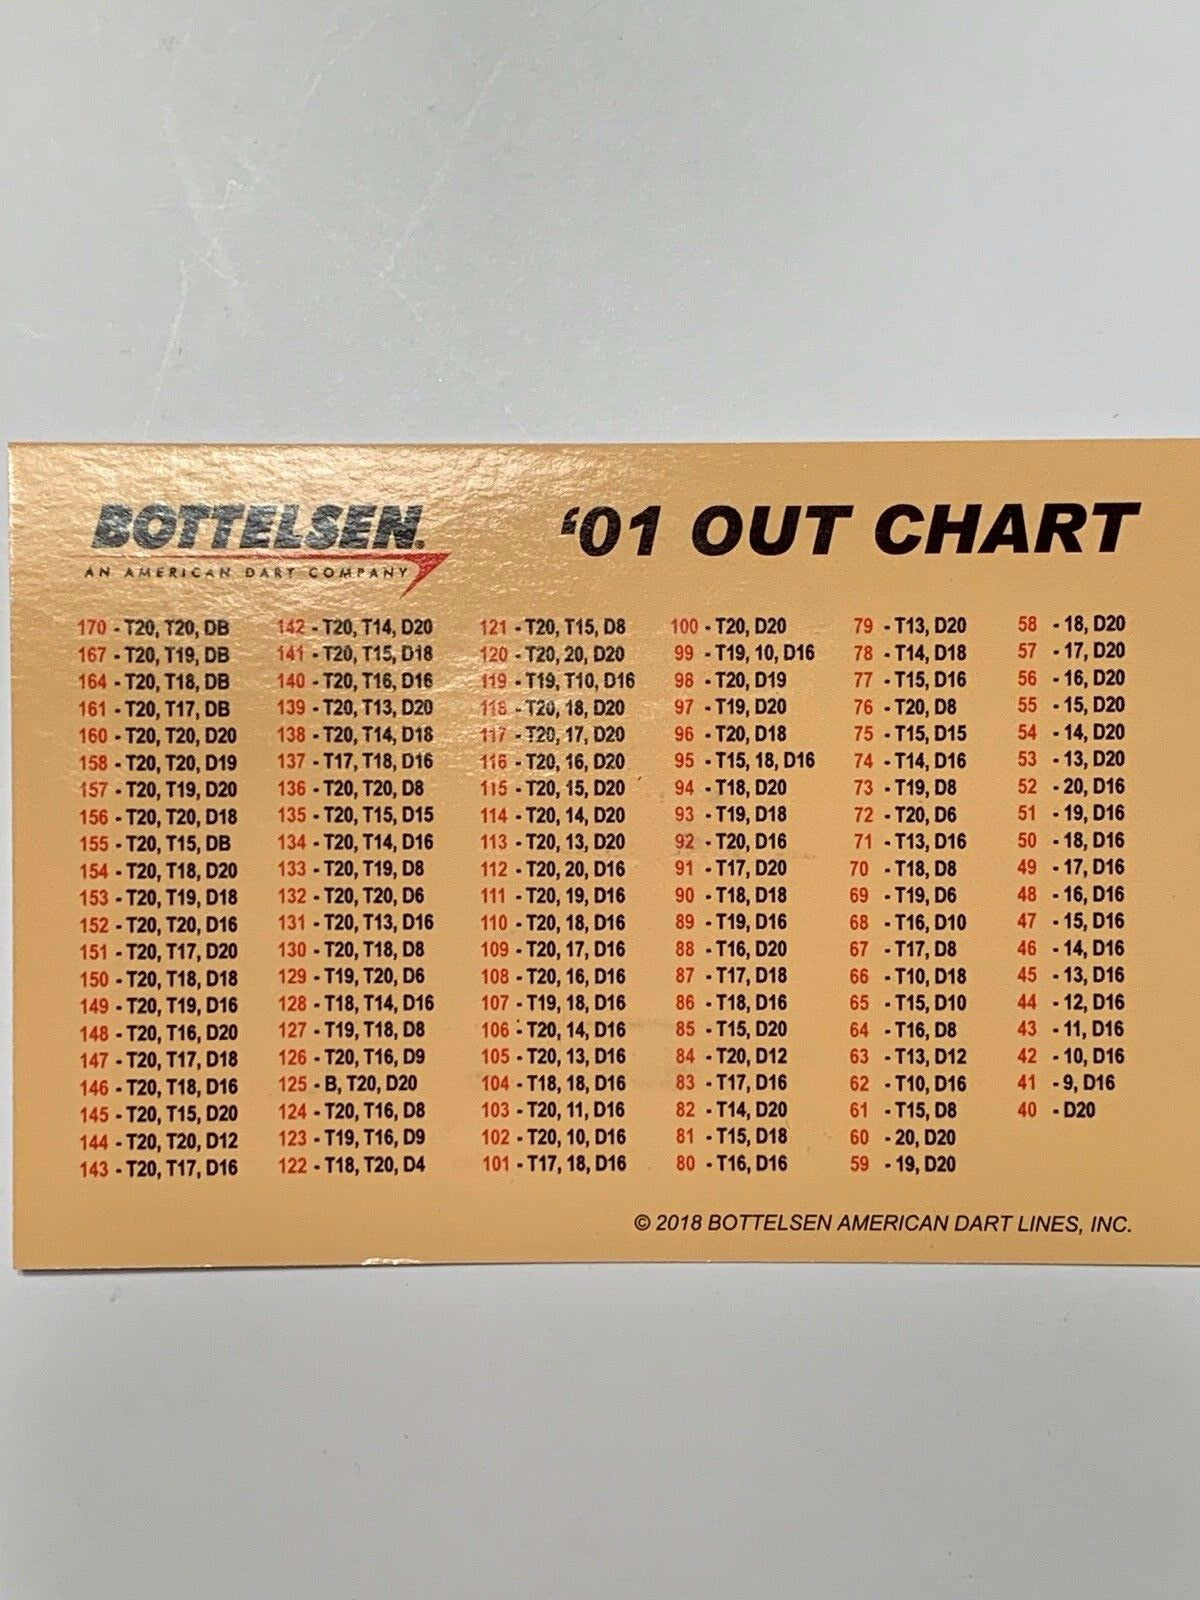 BOTTELSEN®
AN AMERICAN DART COMPANY
'01 OUT CHART
170 - T20, T20, DB
167 - T20, T19, DB
164 - T20, T18, DB
161 - T20, T17, DB
160 - T20, T20, D20
158 - T20, T20, D19
157 - T20, T19, D20
156 - T20, T20, D18
155 - T20, T15, DB
154 - T20, T18, D20
153 - T20, T19, D18
152 - T20, T20, D16
151 - T20, T17, D20
150 - T20, T18, D18
149 - T20, T19, D16
148 - T20, T16, D20
147 - T20, T17, D18
146 - T20, T18, D16
145 - T20, T15, D20
144 - T20, T20, D12
143 - T20, T17, D16
142 - T20, T14, D20
141 - T20, T15, D18
140 - T20, T16, D16
139 - T20, T13, D20
138 - T20, T14, D18
137 - T17, T18, D16
136 - T20, T20, D8
135 - T20, T15, D15
134 - T20, T14, D16
133 - T20, T19, D8
132 - T20, T20, D6
131 - T20, T13, D16
130 - T20, T18, D8
129 - T19, T20, D6
128 - T18, T14, D16
127 - T19, T18, D8
126 - T20, T16, D9
125 - B, T20, D20
124 - T20, T16, D8
123 - T19, T16, D9
122 - T18, T20, D4
121 - T20, T15, D8
120 - T20, 20, D20
119 - T19, T10, D16
118 - T20, 18, D20
117 - T20, 17, D20
116 - T20, 16, D20
115 - T20, 15, D20
114 - T20, 14, D20
113 - T20, 13, D20
112 - T20, 20, D16
111 - T20, 19, D16
110 - T20, 18, D16
109 - T20, 17, D16
108 - T20, 16, D16
107 - T19, 18, D16
106 - T20, 14, D16
105 - T20, 13, D16
104 - T18, 18, D16
103 - T20, 11, D16
102 - T20, 10, D16
101 - T17, 18, D16
100 - T20, D20
99 - T19, 10, D16
98 - T20, D19
97 - T19, D20
96 - T20, D18
95 - T15, 18, D16
94 - T18, D20
93 - T19, D18
92 - T20, D16
91 - T17, D20
90 - T18, D18
89 - T19, D16
88 - T16, D20
87 - T17, D18
86 - T18, D16
85 - T15, D20
84 - T20, D12
83 - T17, D16
82 - T14, D20
81 - T15, D18
80 - T16, D16
79 - T13, D20
78 - T14, D18
77 - T15, D16
76 - T20, D8
75 - T15, D15
74 - T14, D16
73 - T19, D8
72 - T20, D6
71 - T13, D16
70 - T18, D8
69 - T19, D6
68 - T16, D10
67 - T17, D8
66 - T10, D18
65 - T15, D10
64 - T16, D8
63 - T13, D12
62 - T10, D16
61 - T15, D8
60 - 20, D20
59 - 19, D20
58 - 18, D20
57 - 17, D20
56 - 16, D20
55 - 15, D20
54 - 14, D20
53 - 13, D20
52 - 20, D16
51 - 19, D16
50 - 18, D16
49 - 17, D16
48 - 16, D16
47 - 15, D16
46 - 14, D16
45 - 13, D16
44 - 12, D16
43 - 11, D16
42 - 10, D16
41 - 9, D16
40 - D20
© 2018 BOTTELSEN AMERICAN DART LINES, INC.